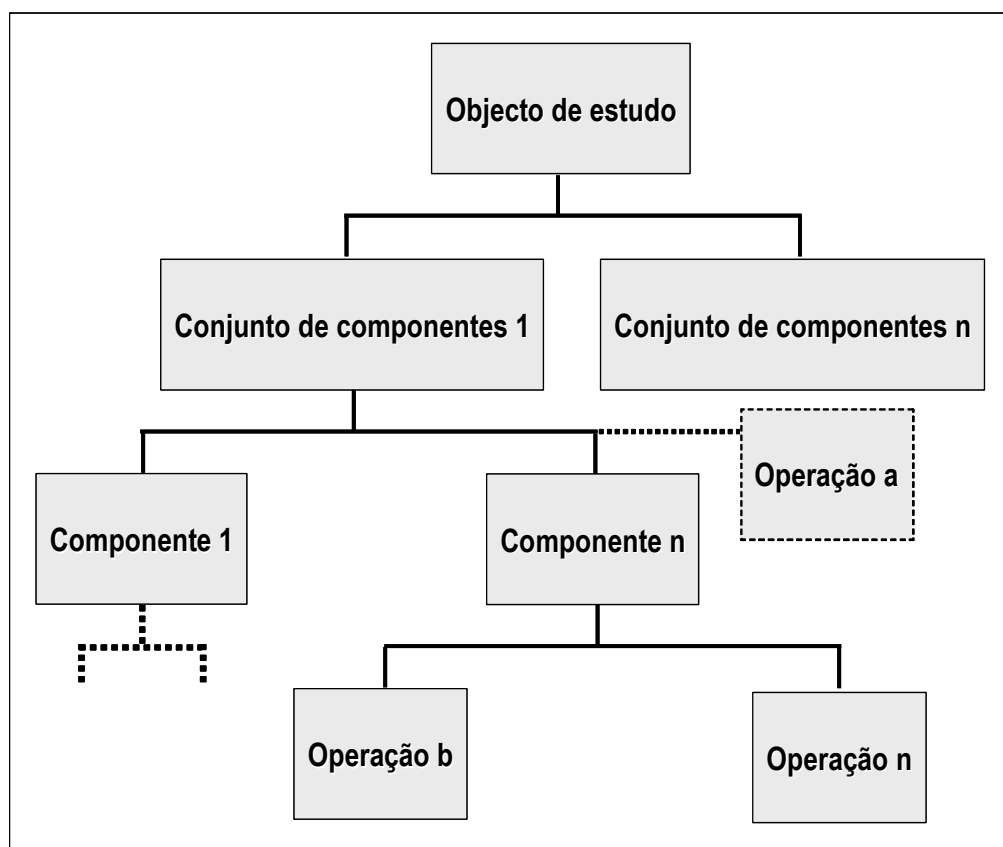 Objecto de estudo
Conjunto de componentes 1
Conjunto de componentes n
Operação a
Componente 1
Componente n
Operação b
Operação n